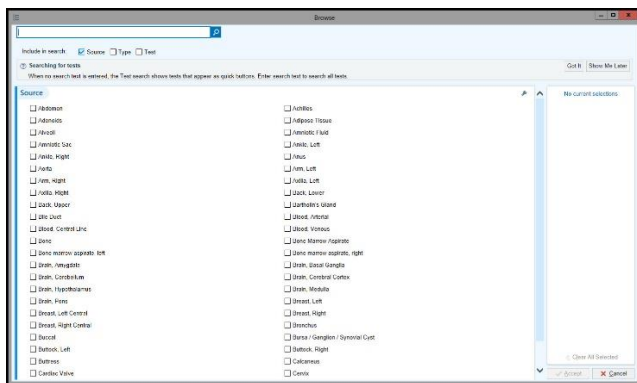 Browse
Include in search: Source Type Test
Searching for tests
Got It Show Me Later
When no search text is entered, the Test search shows tests that appear as quick buttons. Enter search text to search all tests.
Source
No current selections
Abdomen Achilles
Adenoids Adipose Tissue
Alveoli Amniotic Fluid
Amniotic Sac Ankle, Left
Ankle, Right Anus
Aorta Arm, Left
Arm, Right Axilla, Left
Axilla, Right Back, Lower
Back, Upper Bartholin's Gland
Bile Duct Blood, Arterial
Blood, Central Line Blood, Venous
Bone Bone Marrow Aspirate
Bone marrow aspirate, left Bone marrow aspirate, right
Brain, Amygdala Brain, Basal Ganglia
Brain, Cerebellum Brain, Cerebral Cortex
Brain, Hypothalamus Brain, Medulla
Brain, Pons Breast, Left
Breast, Left Central Breast, Right
Breast, Right Central Bronchus
Buccal Bursa / Ganglion / Synovial Cyst
Buttock, Left Buttock, Right
Buttress Calcaneus
Cardiac Valve Cervix
Clear All Selected
Accept Cancel